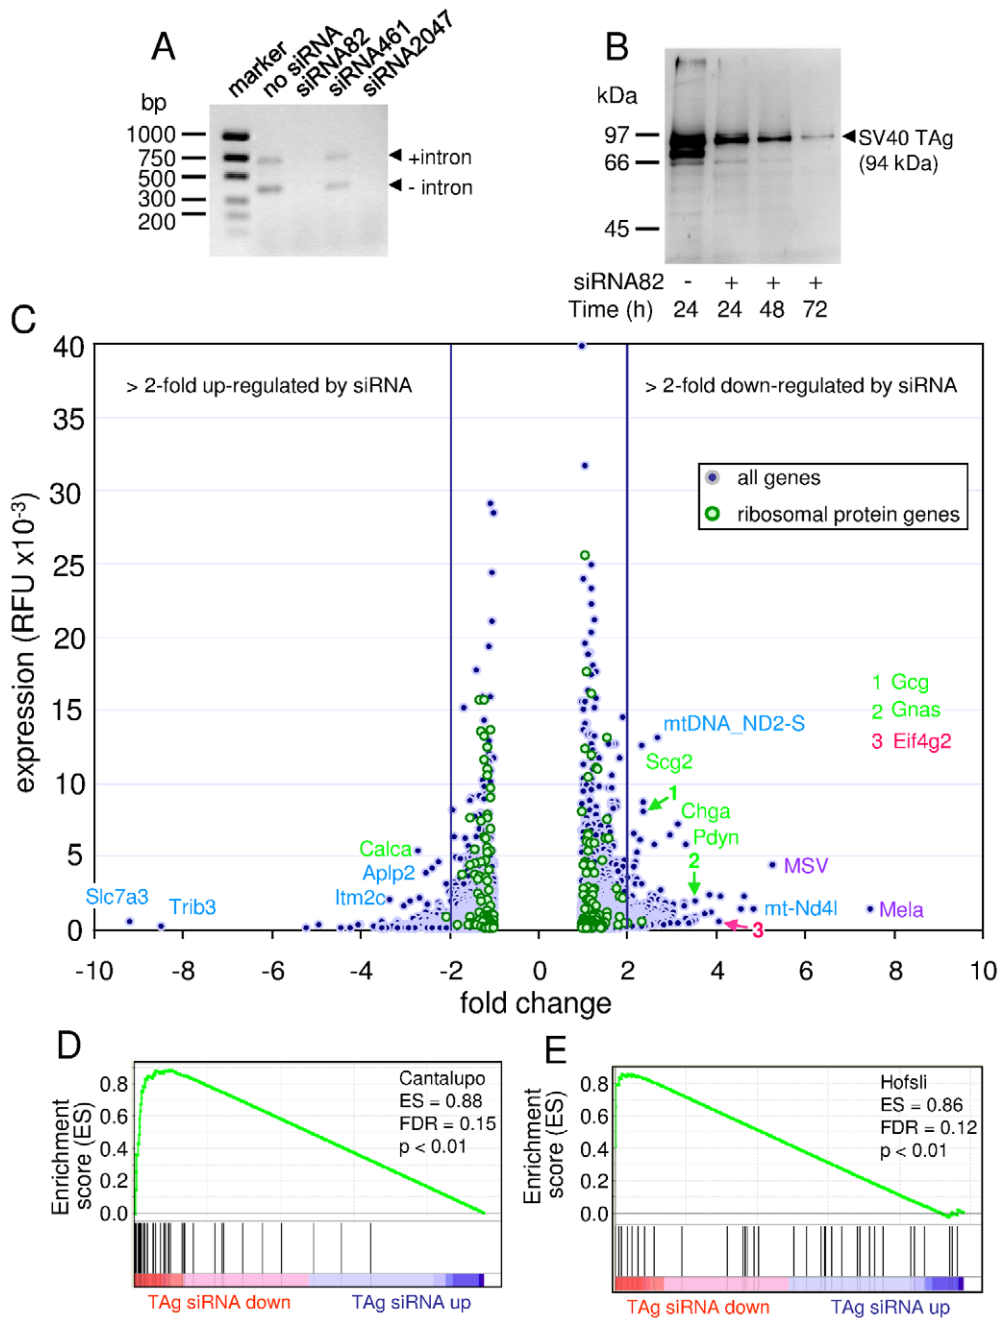 A
marker
no siRNA
siRNA82
siRNA461
siRNA2047
bp
1000
750
500
300
200
+intron
- intron
B
kDa
97
66
45
SV40 TAg
(94 kDa)
siRNA82 - + + +
Time (h) 24 24 48 72
C
expression (RFU x10-3)
40
35
30
25
20
15
10
5
0
> 2-fold up-regulated by siRNA
> 2-fold down-regulated by siRNA
all genes
ribosomal protein genes
1 Gcg
2 Gnas
3 Eif4g2
mtDNA_ND2-S
Scg2
1
Chga
Pdyn
2
MSV
mt-Nd4l
Mela
3
Calca
Aplp2
Itm2c
Slc7a3
Trib3
-10 -8 -6 -4 -2 0 2 4 6 8 10
fold change
D
Enrichment
score (ES)
0.8
0.6
0.4
0.2
0.0
Cantalupo
ES = 0.88
FDR = 0.15
p < 0.01
TAg siRNA down
TAg siRNA up
E
Enrichment
score (ES)
0.8
0.6
0.4
0.2
0.0
Hofsli
ES = 0.86
FDR = 0.12
p < 0.01
TAg siRNA down
TAg siRNA up